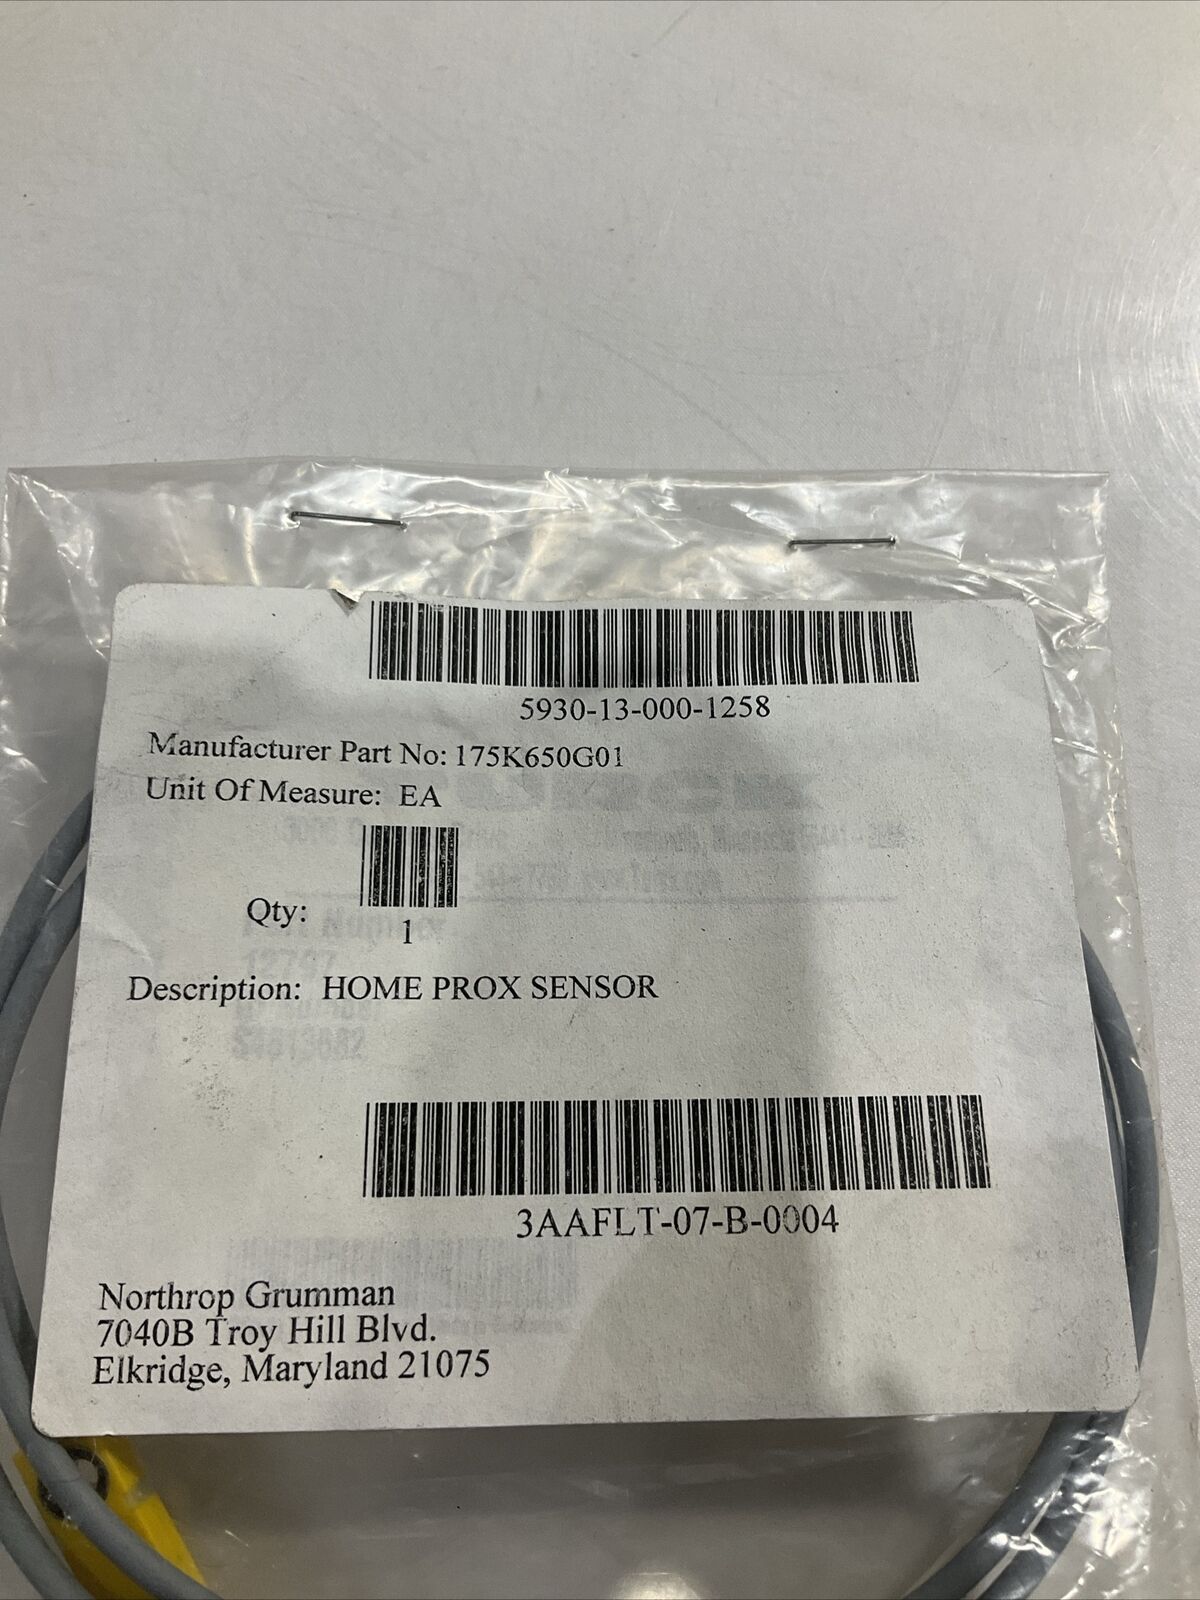 5930-13-000-1258
Manufacturer Part No: 175K650G01
Unit Of Measure: EA
Qty:
1
Description: HOME PROX SENSOR
3AAFLT-07-B-0004
Northrop Grumman
7040B Troy Hill Blvd.
Elkridge, Maryland 21075